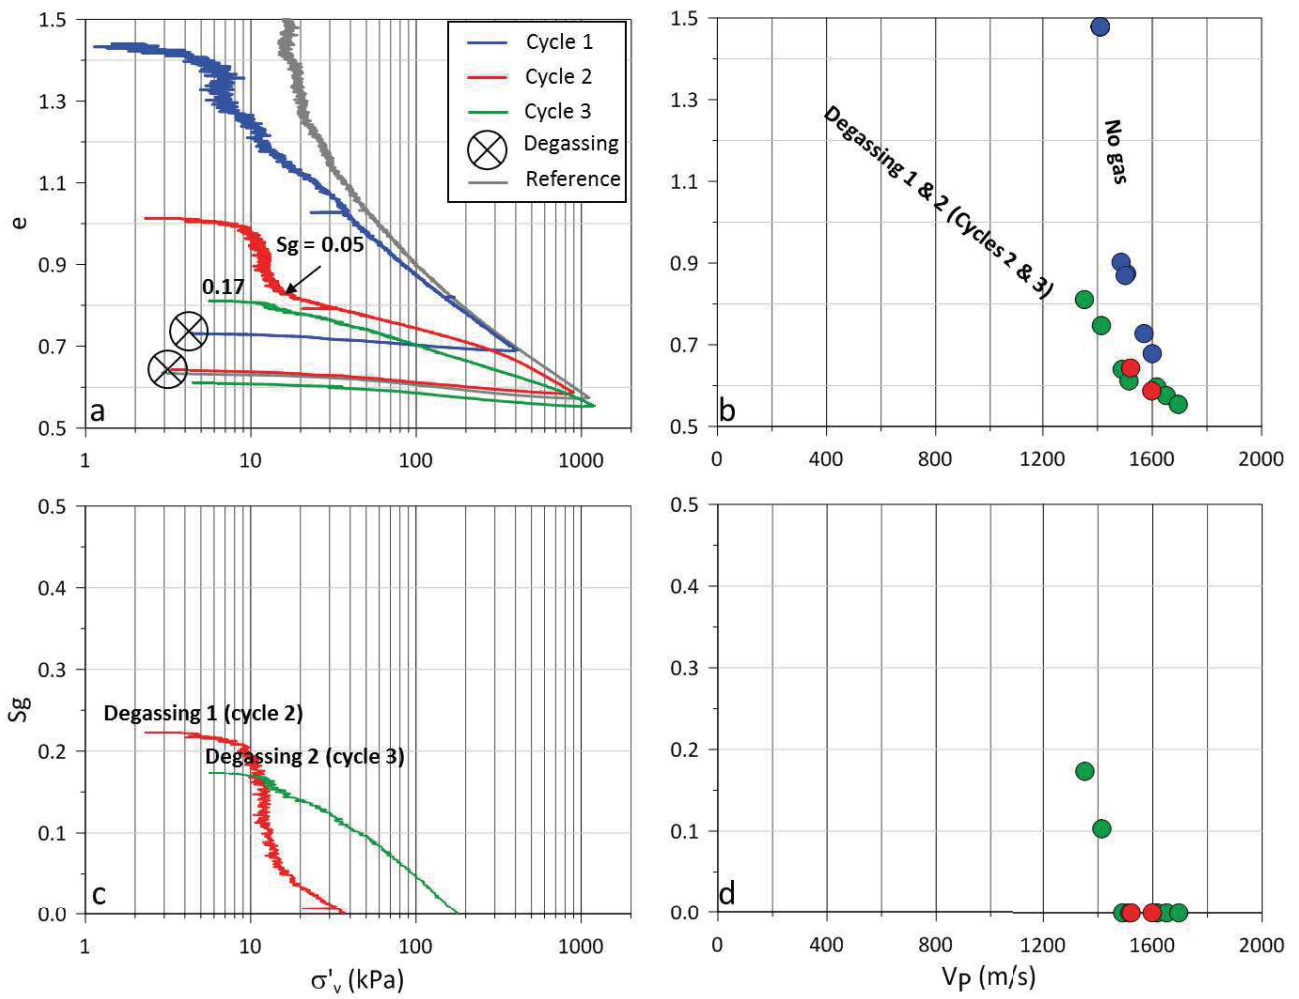 1.5
1.3
1.1
0.9
0.7
0.5
e
Cycle 1
Cycle 2
Cycle 3
Degassing
Reference
Sg = 0.05
0.17
a
1
10
100
1000
1.5
1.3
1.1
0.9
0.7
0.5
Degassing 1 & 2 (Cycles 2 & 3)
No gas
b
0
400
800
1200
1600
2000
0.5
0.4
0.3
0.2
0.1
0.0
Sg
Degassing 1 (cycle 2)
Degassing 2 (cycle 3)
c
1
10
100
1000
σ'v (kPa)
0.5
0.4
0.3
0.2
0.1
0.0
d
0
400
800
1200
1600
2000
VP (m/s)